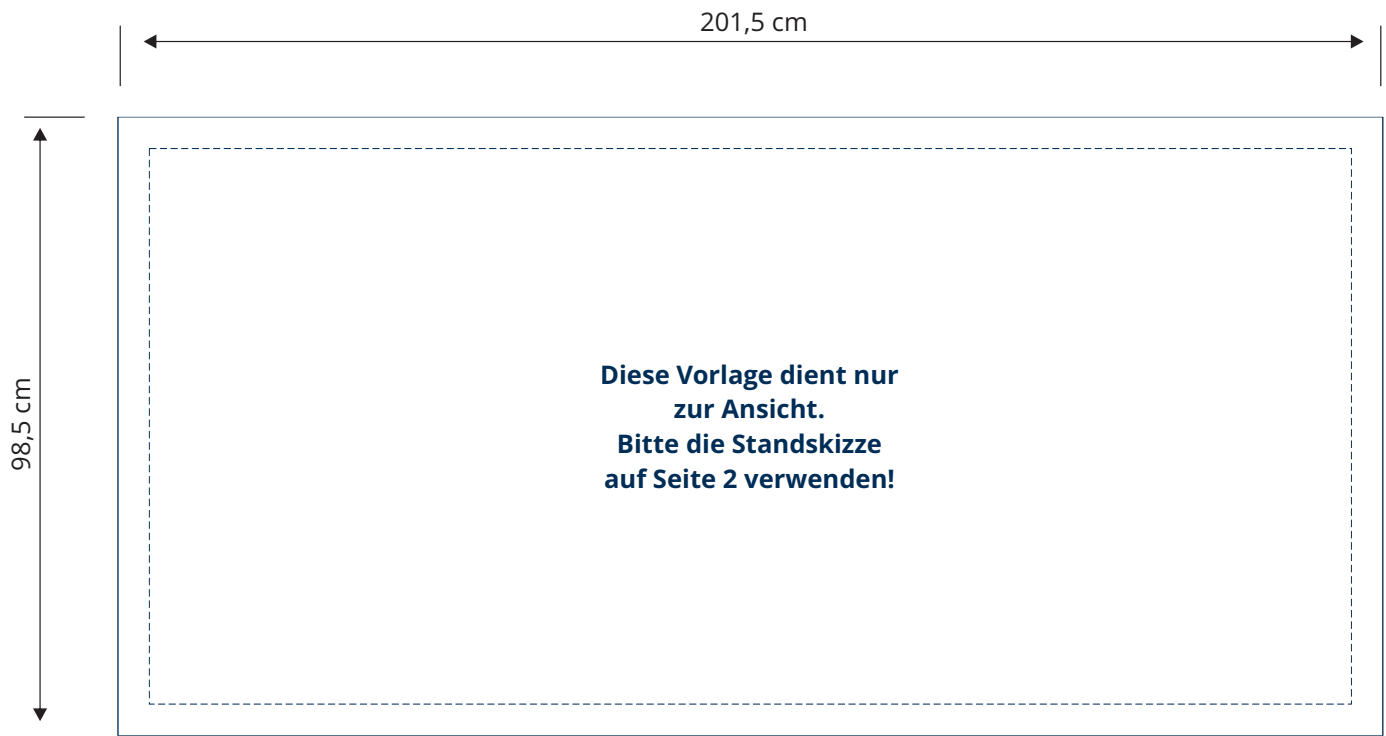 201,5 cm
98,5 cm
Diese Vorlage dient nur
zur Ansicht.
Bitte die Standskizze
auf Seite 2 verwenden!